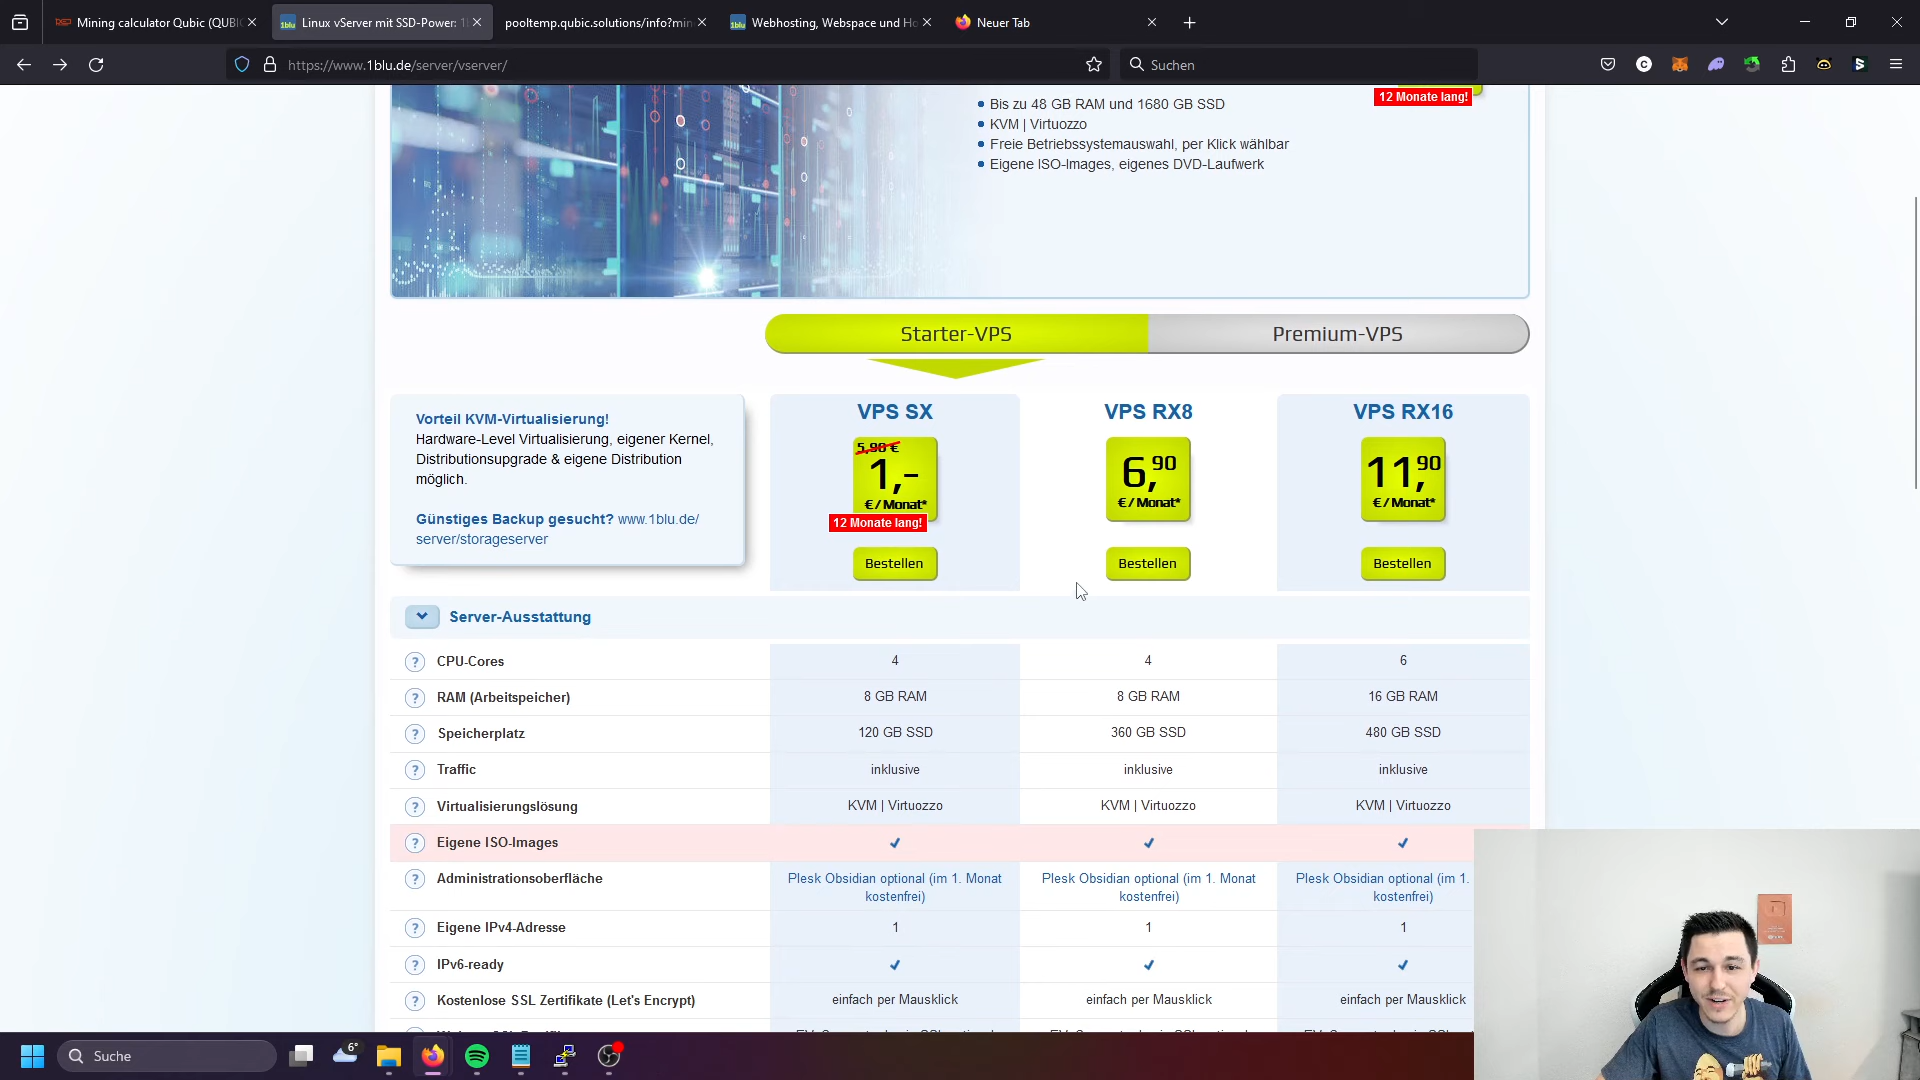 Mining calculator Qubic (QUBIC
Linux vServer mit SSD-Power: 1
pooltemp.qubic.solutions/info?min
Webhosting, Webspace und Ho
Neuer Tab
https://www.1blu.de/server/vserver/
Suchen
Bis zu 48 GB RAM und 1680 GB SSD
KVM | Virtuozzo
Freie Betriebssystemauswahl, per Klick wählbar
Eigene ISO-Images, eigenes DVD-Laufwerk
12 Monate lang!
Starter-VPS
Premium-VPS
Vorteil KVM-Virtualisierung!
Hardware-Level Virtualisierung, eigener Kernel,
Distributionsupgrade & eigene Distribution
möglich.
Günstiges Backup gesucht? www.1blu.de/
server/storageserver
VPS SX
VPS RX8
VPS RX16
5,90 €
1,-
€/Monat*
12 Monate lang!
6,90
€/Monat*
11,90
€/Monat*
Bestellen
Bestellen
Bestellen
Server-Ausstattung
? CPU-Cores 4 4 6
? RAM (Arbeitspeicher) 8 GB RAM 8 GB RAM 16 GB RAM
? Speicherplatz 120 GB SSD 360 GB SSD 480 GB SSD
? Traffic inklusive inklusive inklusive
? Virtualisierungslösung KVM | Virtuozzo KVM | Virtuozzo KVM | Virtuozzo
? Eigene ISO-Images
? Administrationsoberfläche Plesk Obsidian optional (im 1. Monat Plesk Obsidian optional (im 1. Monat Plesk Obsidian optional (im 1.
kostenfrei) kostenfrei) kostenfrei)
? Eigene IPv4-Adresse 1 1 1
? IPv6-ready
? Kostenlose SSL Zertifikate (Let's Encrypt) einfach per Mausklick einfach per Mausklick einfach per Mausklick
Suche
6°